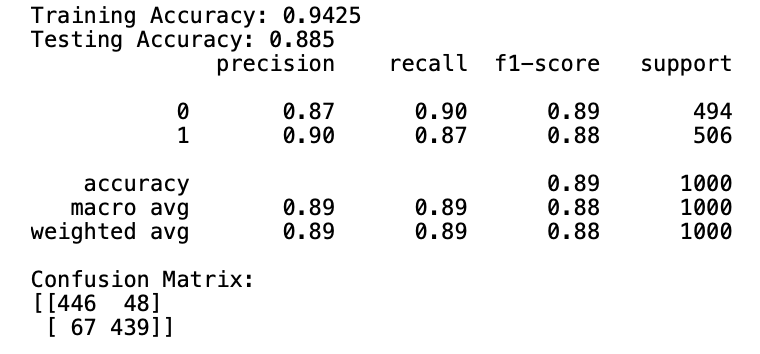 Training Accuracy: 0.9425
Testing Accuracy: 0.885
precision recall f1-score support
0 0.87 0.90 0.89 494
1 0.90 0.87 0.88 506
accuracy 0.89 1000
macro avg 0.89 0.89 0.88 1000
weighted avg 0.89 0.89 0.88 1000
Confusion Matrix:
[[446 48]
[ 67 439]]